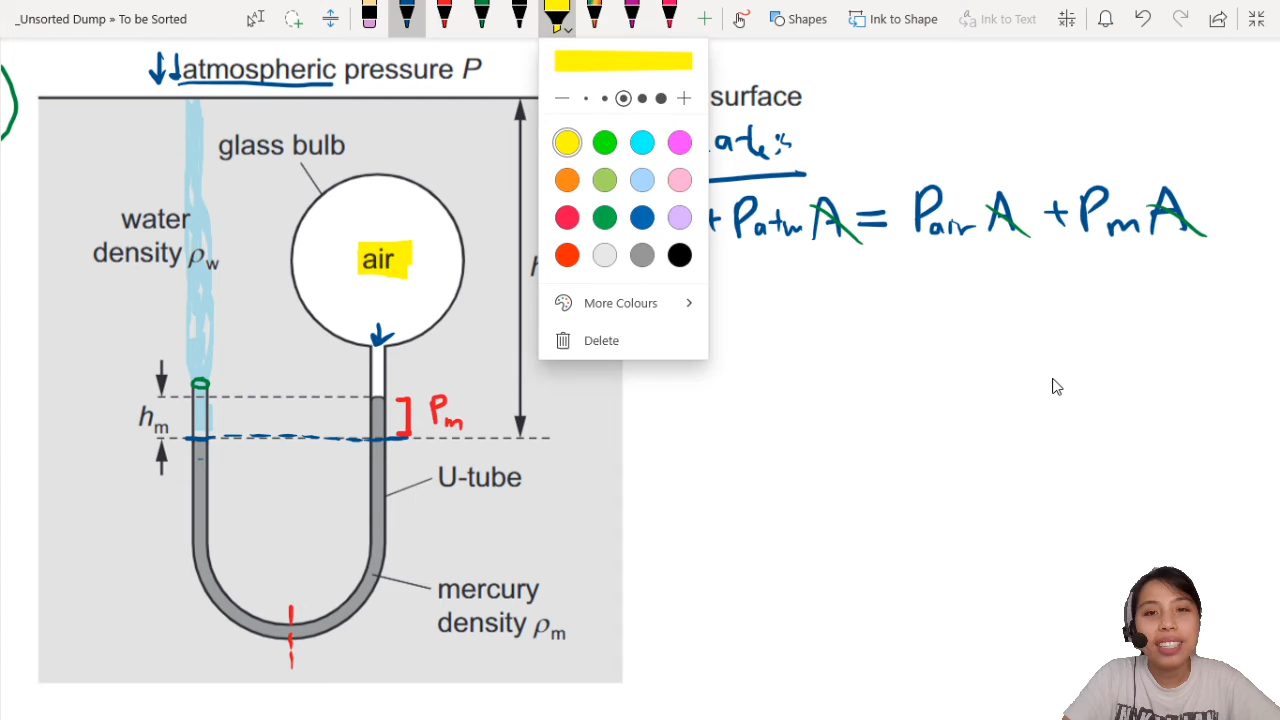 _Unsorted Dump » To be Sorted
Shapes
Ink to Shape
Ink to Text
atmospheric pressure P
surface
glass bulb
water
density ρw
air
h
hm
Pm
U-tube
mercury
density ρm
+ Patm A = Pair A + Pm A
More Colours
Delete